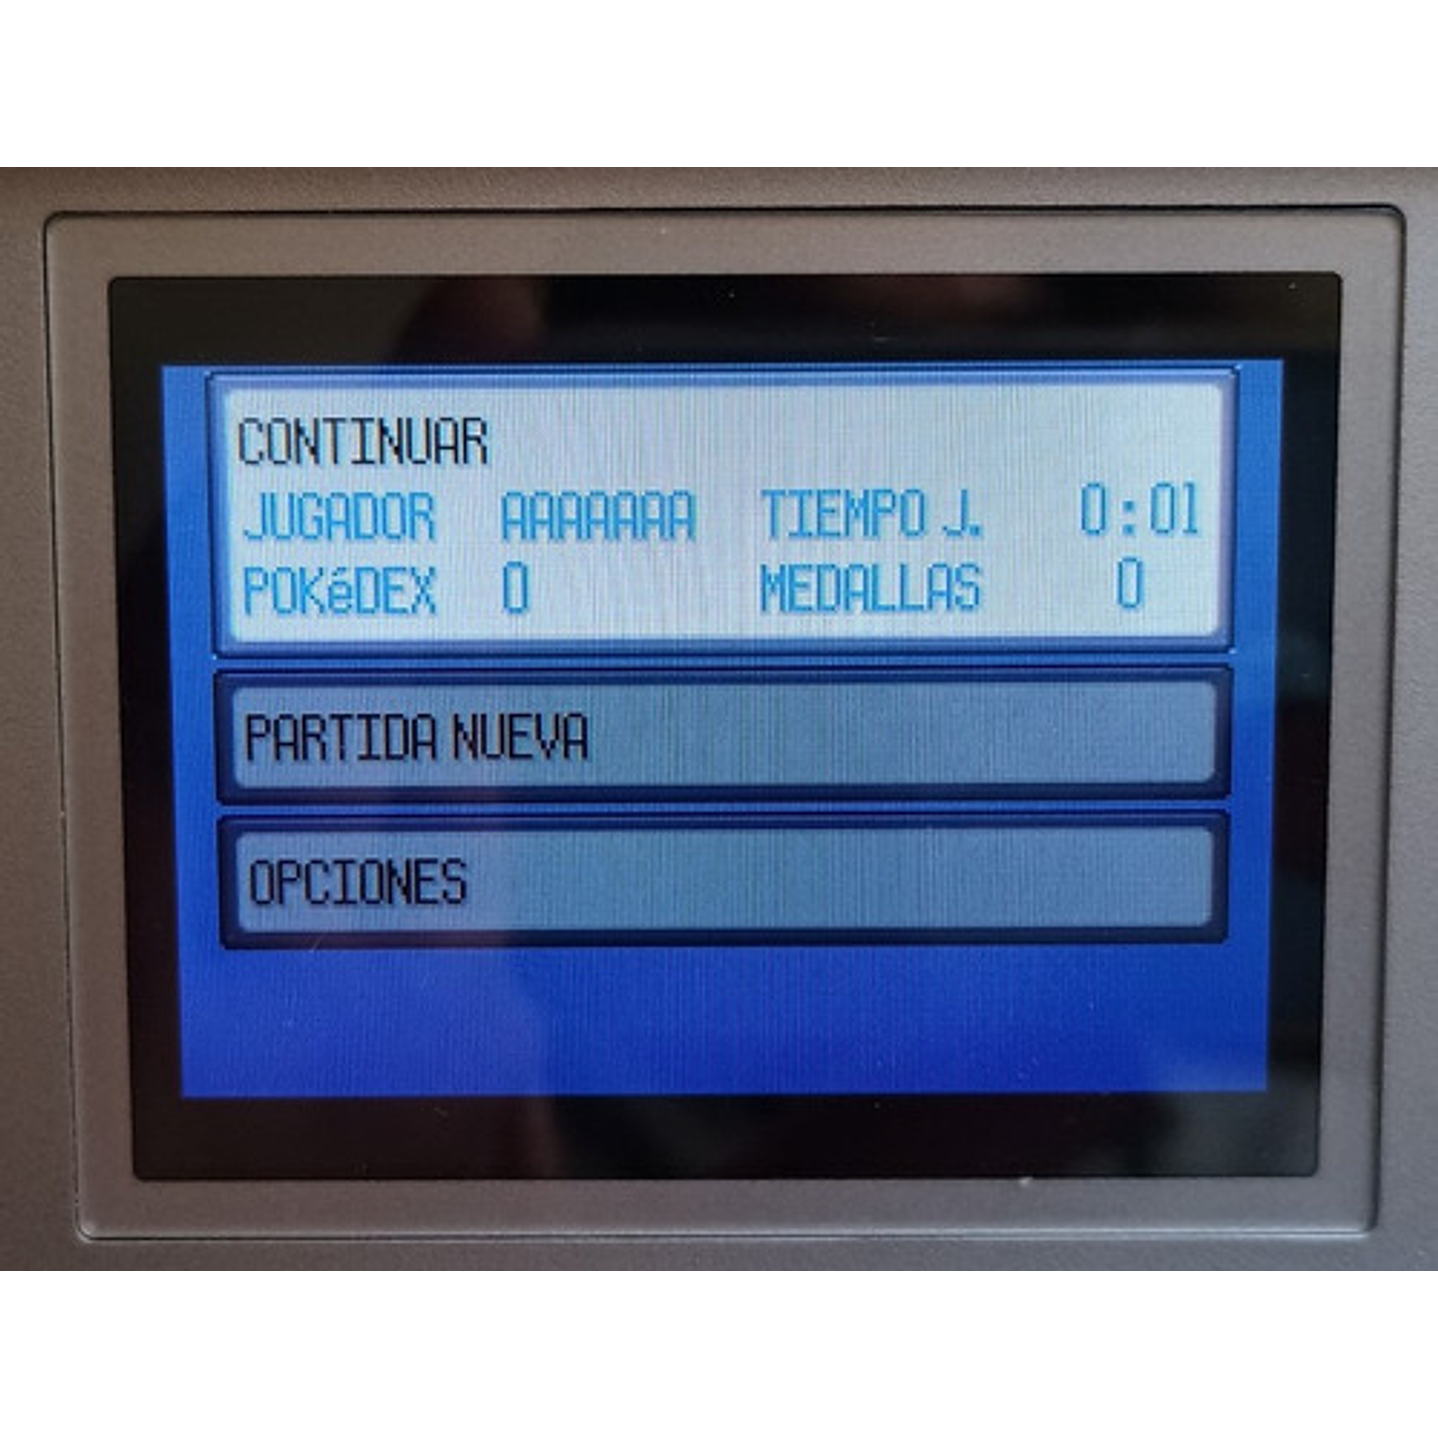 CONTINUAR
JUGADOR AAAAAAA TIEMPO J. 0:01
POKéDEX 0 MEDALLAS 0
PARTIDA NUEVA
OPCIONES